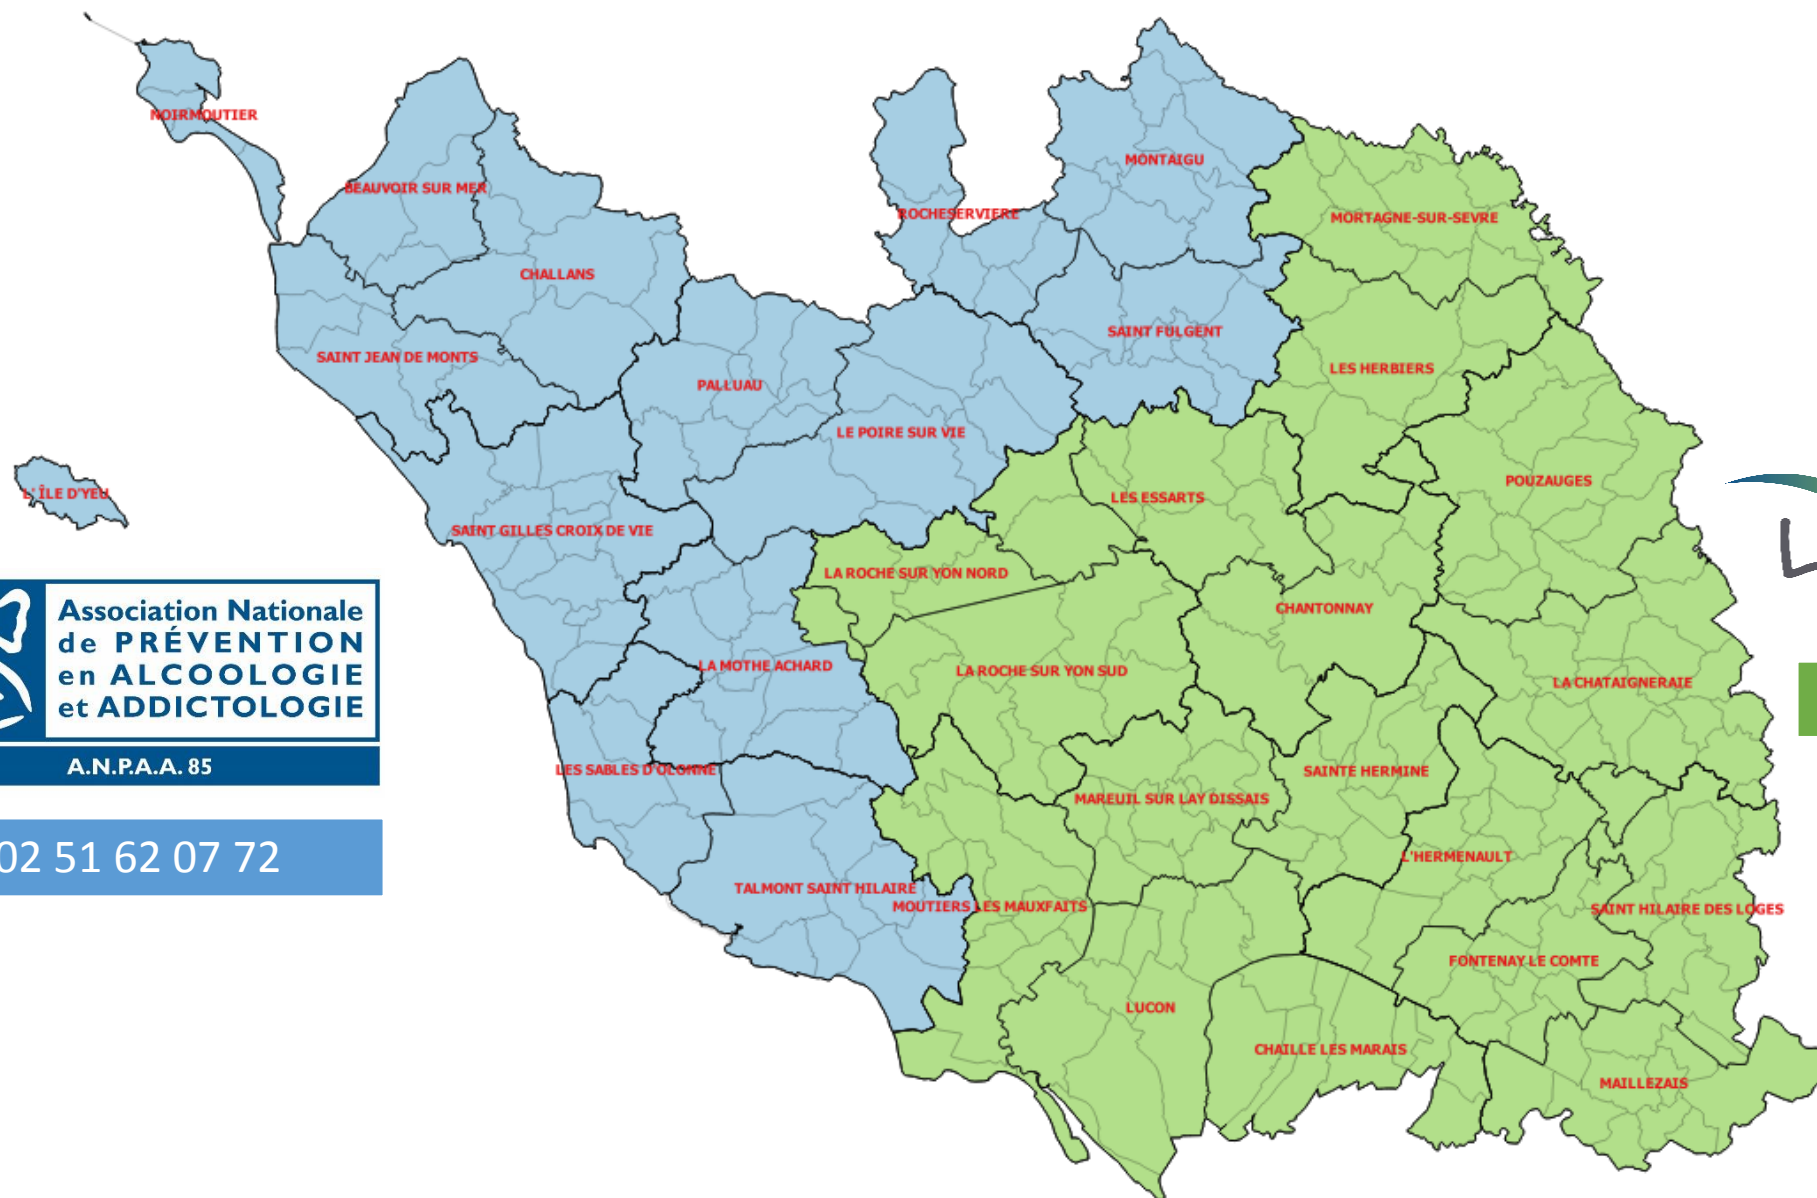 NOIRMOUTIER
BEAUVOIR SUR MER
CHALLANS
SAINT JEAN DE MONTS
L'ÎLE D'YEU
ROCHESERVIERE
MONTAIGU
MORTAGNE-SUR-SEVRE
SAINT FULGENT
LES HERBIERS
PALLUAU
LE POIRE SUR VIE
POUZAUGES
LES ESSARTS
SAINT GILLES CROIX DE VIE
LA ROCHE SUR YON NORD
CHANTONNAY
LA MOTHE ACHARD
LA ROCHE SUR YON SUD
LA CHATAIGNERAIE
LES SABLES D'OLONNE
SAINTE HERMINE
MAREUIL SUR LAY DISSAIS
L'HERMENAULT
TALMONT SAINT HILAIRE
MOUTIERS LES MAUXFAITS
SAINT HILAIRE DES LOGES
FONTENAY LE COMTE
LUCON
CHAILLE LES MARAIS
MAILLEZAIS
Association Nationale
de PRÉVENTION
en ALCOOLOGIE
et ADDICTOLOGIE
A.N.P.A.A. 85
02 51 62 07 72